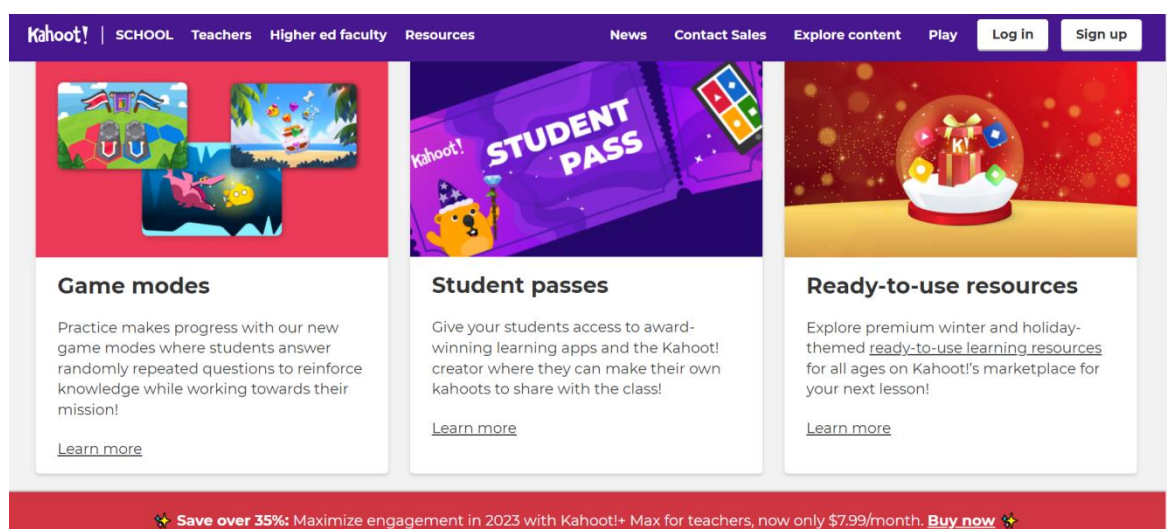 Kahoot! | SCHOOL Teachers Higher ed faculty Resources News Contact Sales Explore content Play Log in Sign up
Kahoot! STUDENT
PASS
K!
Game modes
Practice makes progress with our new
game modes where students answer
randomly repeated questions to reinforce
knowledge while working towards their
mission!
Learn more
Student passes
Give your students access to award-
winning learning apps and the Kahoot!
creator where they can make their own
kahoots to share with the class!
Learn more
Ready-to-use resources
Explore premium winter and holiday-
themed ready-to-use learning resources
for all ages on Kahoot!'s marketplace for
your next lesson!
Learn more
Save over 35%: Maximize engagement in 2023 with Kahoot!+ Max for teachers, now only $7.99/month. Buy now